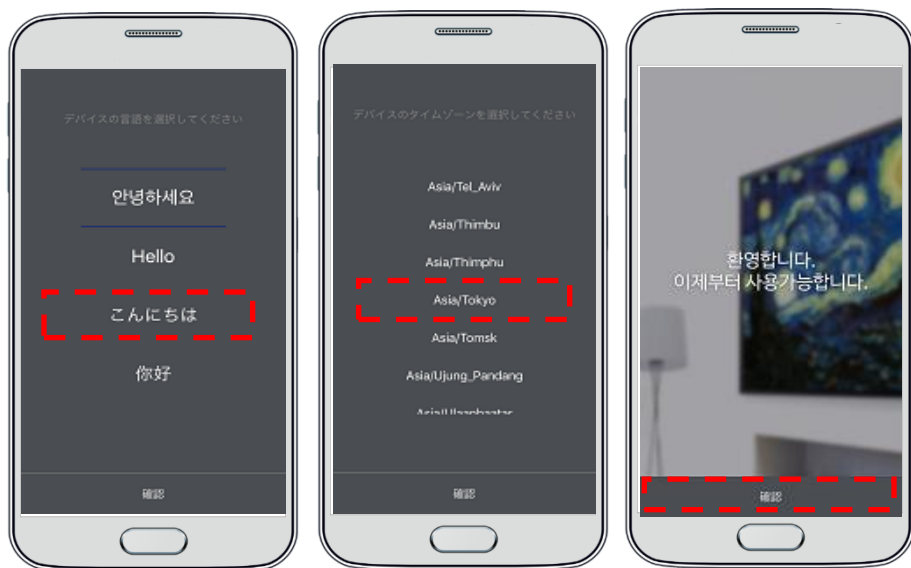 デバイスの言語を選択してください
안녕하세요
Hello
こんにちは
你好
確認
デバイスのタイムゾーンを選択してください
Asia/Tel_Aviv
Asia/Thimbu
Asia/Thimphu
Asia/Tokyo
Asia/Tomsk
Asia/Ujung_Pandang
確認
환영합니다.
이제부터 사용가능합니다.
確認